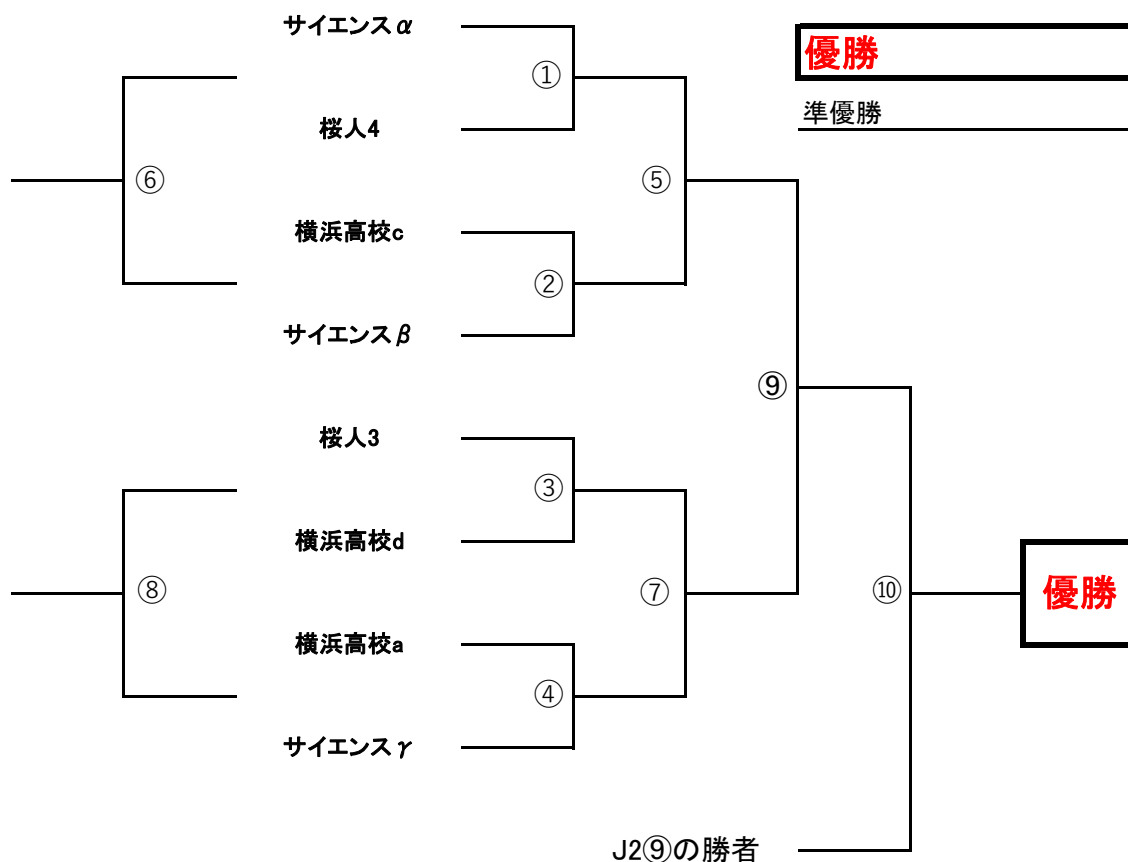 サイエンスα
①
優勝
桜人4
準優勝
⑥
⑤
横浜高校c
②
サイエンスβ
⑨
桜人3
③
横浜高校d
⑧
⑦
⑩
優勝
横浜高校a
④
サイエンスγ
J2⑨の勝者